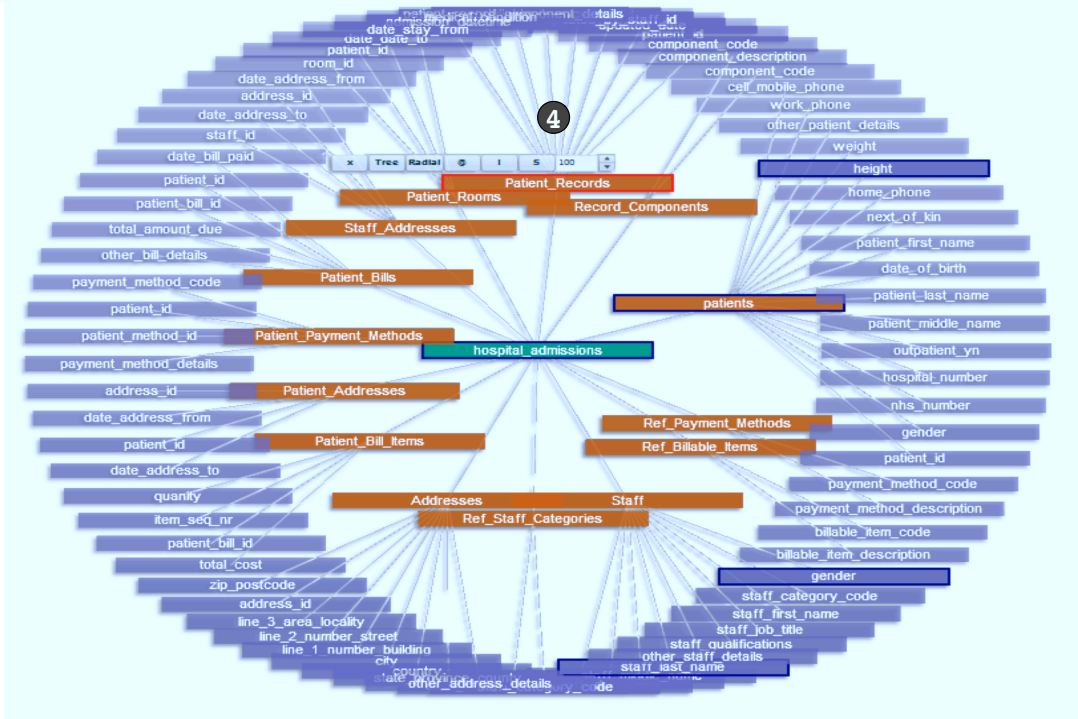 date_stay_from
date_date_to
patient_id
room_id
date_address_from
address_id
date_address_to
staff_id
date_bill_paid
patient_id
patient_bill_id
total_amount_due
other_bill_details
payment_method_code
patient_id
patient_method_id
payment_method_details
address_id
date_address_from
patient_id
date_address_to
quanity
item_seq_nr
patient_bill_id
total_cost
zip_postcode
address_id
line_3_area_locality
line_2_number_street
line_1_number_building
city
country
other_address_details
4
x Tree Radial @ I S 100
Patient_Records
Patient_Rooms
Record_Components
Staff_Addresses
Patient_Bills
patients
Patient_Payment_Methods
hospital_admissions
Patient_Addresses
Ref_Payment_Methods
Patient_Bill_Items
Ref_Billable_Items
Addresses
Staff
Ref_Staff_Categories
component_code
component_description
component_code
cell_mobile_phone
work_phone
other_patient_details
weight
height
home_phone
next_of_kin
patient_first_name
date_of_birth
patient_last_name
patient_middle_name
outpatient_yn
hospital_number
nhs_number
gender
patient_id
payment_method_code
payment_method_description
billable_item_code
billable_item_description
gender
staff_category_code
staff_first_name
staff_job_title
staff_qualifications
other_staff_details
staff_last_name